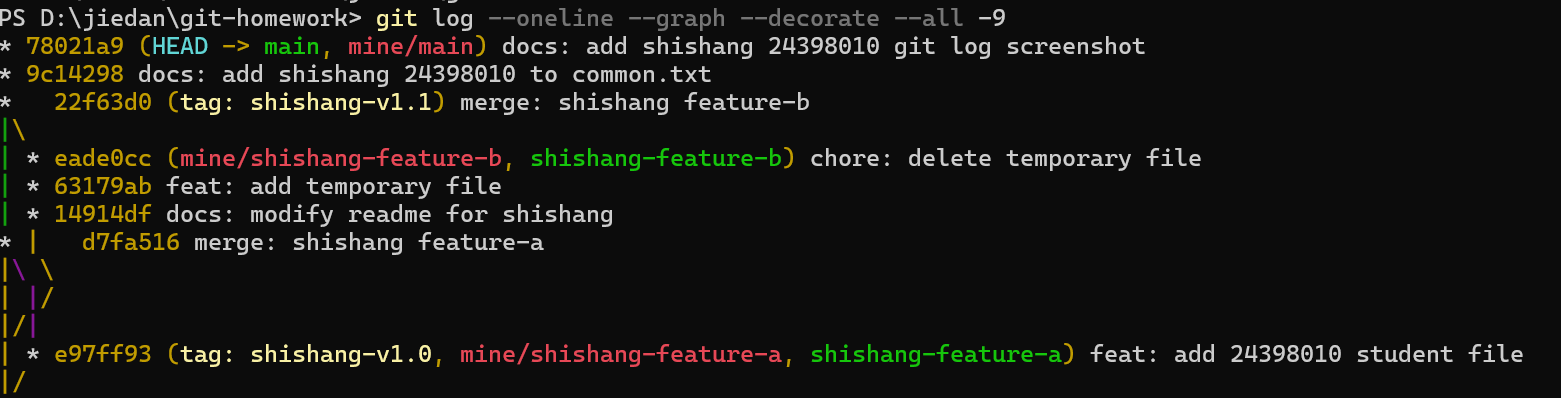 PS D:\jiedan\git-homework> git log --oneline --graph --decorate --all -9
* 78021a9 (HEAD -> main, mine/main) docs: add shishang 24398010 git log screenshot
* 9c14298 docs: add shishang 24398010 to common.txt
*   22f63d0 (tag: shishang-v1.1) merge: shishang feature-b
|\
| * eade0cc (mine/shishang-feature-b, shishang-feature-b) chore: delete temporary file
| * 63179ab feat: add temporary file
| * 14914df docs: modify readme for shishang
* |   d7fa516 merge: shishang feature-a
|\ \
| |/
|/|
| * e97ff93 (tag: shishang-v1.0, mine/shishang-feature-a, shishang-feature-a) feat: add 24398010 student file
|/